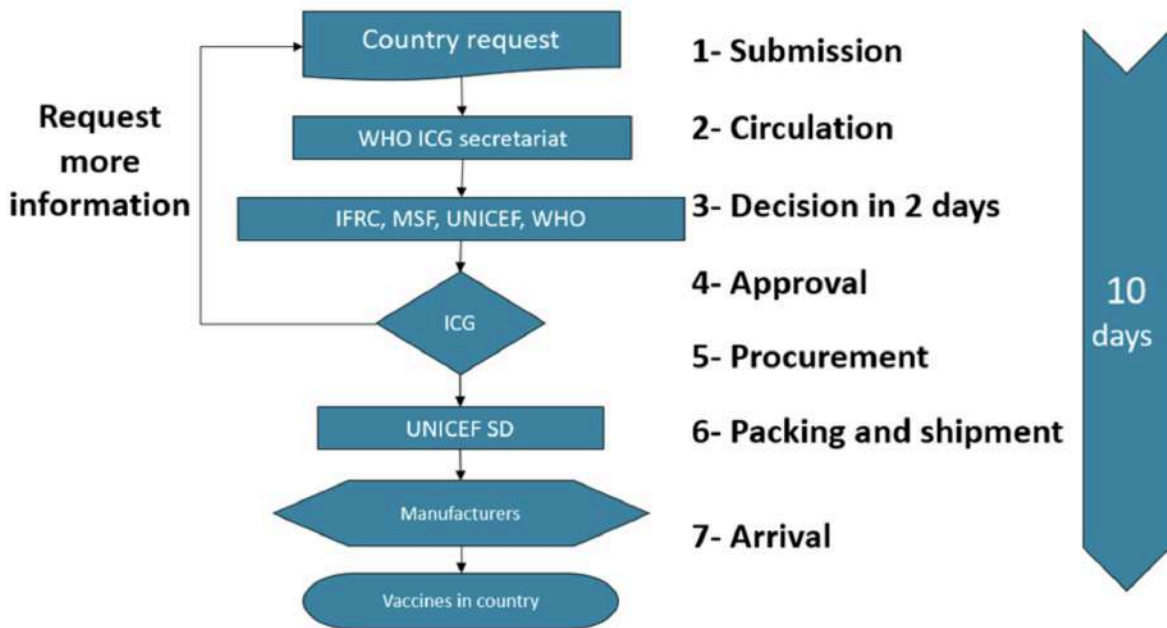 Country request
1- Submission
Request
more
information
WHO ICG secretariat
2- Circulation
IFRC, MSF, UNICEF, WHO
3- Decision in 2 days
4- Approval
ICG
10
days
5- Procurement
UNICEF SD
6- Packing and shipment
Manufacturers
7- Arrival
Vaccines in country